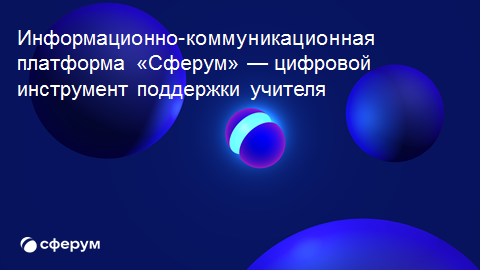 Информационно-коммуникационная
платформа «Сферум» — цифровой
инструмент поддержки учителя
сферум